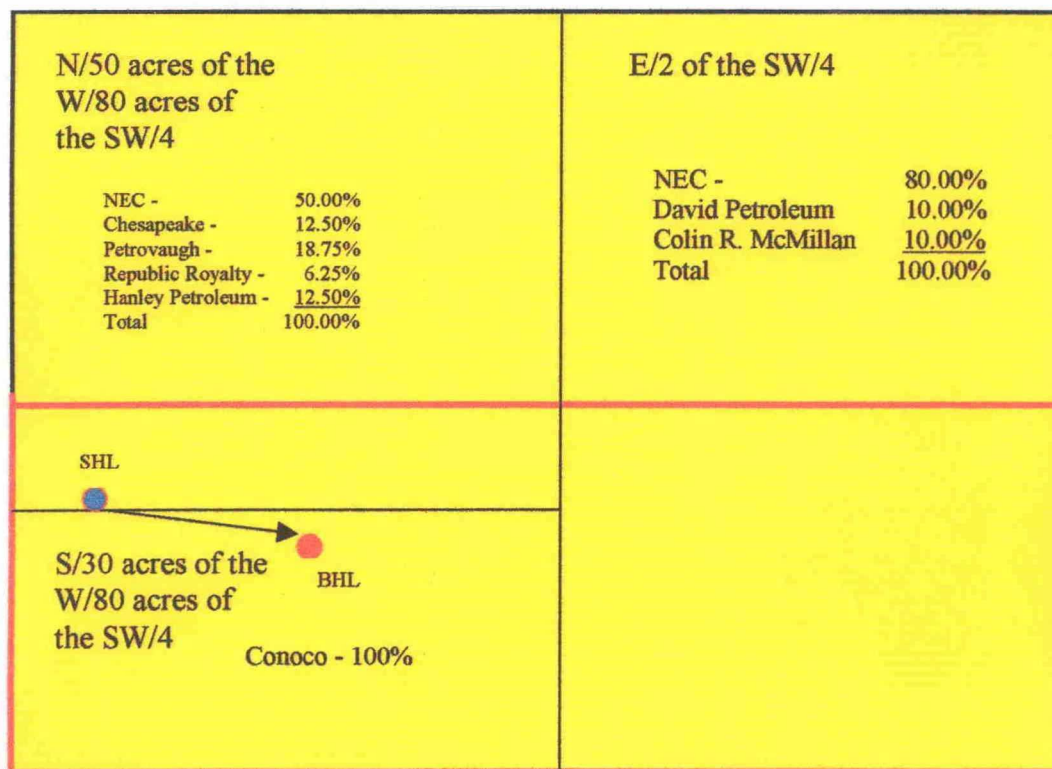 N/50 acres of the
W/80 acres of
the SW/4
NEC - 50.00%
Chesapeake - 12.50%
Petrovaugh - 18.75%
Republic Royalty - 6.25%
Hanley Petroleum - 12.50%
Total 100.00%
E/2 of the SW/4
NEC - 80.00%
David Petroleum 10.00%
Colin R. McMillan 10.00%
Total 100.00%
SHL
BHL
S/30 acres of the
W/80 acres of
the SW/4
Conoco - 100%